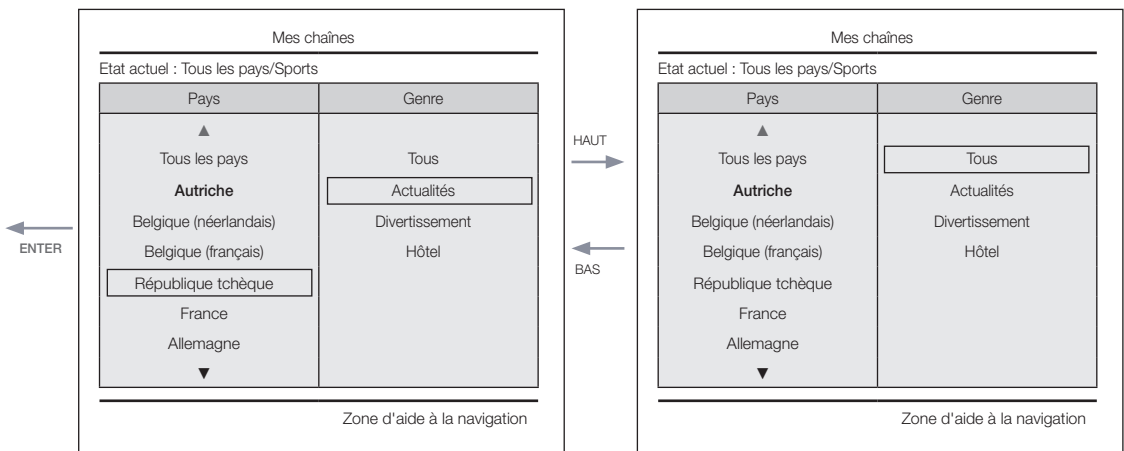 Mes chaînes
Etat actuel : Tous les pays/Sports
Pays Genre
▲
Tous les pays Tous
Autriche Actualités
Belgique (néerlandais) Divertissement
Belgique (français) Hôtel
République tchèque
France
Allemagne
▼
Zone d'aide à la navigation
ENTER
HAUT
BAS
Mes chaînes
Etat actuel : Tous les pays/Sports
Pays Genre
▲
Tous les pays Tous
Autriche Actualités
Belgique (néerlandais) Divertissement
Belgique (français) Hôtel
République tchèque
France
Allemagne
▼
Zone d'aide à la navigation